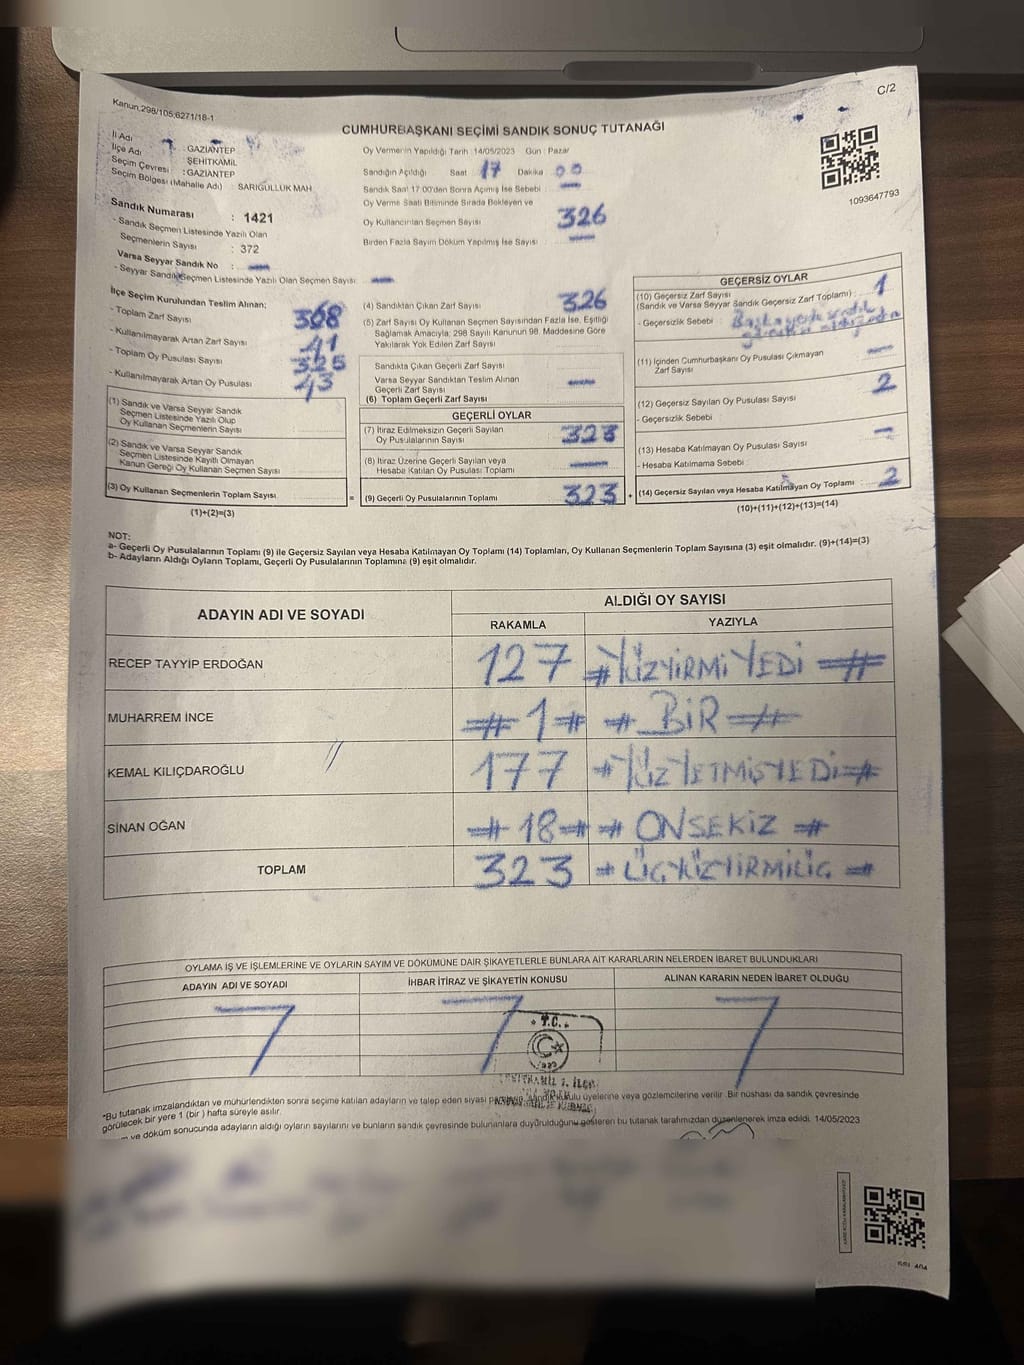 Kanun,298/105;6271/18-1
C/2
CUMHURBAŞKANI SEÇİMİ SANDIK SONUÇ TUTANAĞI
İl Adı : GAZİANTEP
İlçe Adı : ŞEHİTKAMİL
Seçim Çevresi : GAZİANTEP
Seçim Bölgesi (Mahalle Adı) : SARIGÜLLÜK MAH
Oy Vermenin Yapıldığı Tarih : 14/05/2023 Gün : Pazar
Sandığın Açıldığı Saat 17 Dakika 00
Sandık Saat 17:00'den Sonra Açılmış İse Sebebi :
1093647793
Sandık Numarası : 1421
- Sandık Seçmen Listesinde Yazılı Olan
Seçmenlerin Sayısı : 372
Varsa Seyyar Sandık No :
- Seyyar Sandık Seçmen Listesinde Yazılı Olan Seçmen Sayısı:
Oy Verme Saati Bitiminde Sırada Bekleyen ve
Oy Kullandırılan Seçmen Sayısı 326
Birden Fazla Sayım Döküm Yapılmış İse Sayısı
İlçe Seçim Kurulundan Teslim Alınan:
- Toplam Zarf Sayısı 368
- Kullanılmayarak Artan Zarf Sayısı 41
- Toplam Oy Pusulası Sayısı 325
- Kullanılmayarak Artan Oy Pusulası 43
(1) Sandık ve Varsa Seyyar Sandık
Seçmen Listesinde Yazılı Olup
Oy Kullanan Seçmenlerin Sayısı
(2) Sandık ve Varsa Seyyar Sandık
Seçmen Listesinde Kayıtlı Olmayan
Kanun Gereği Oy Kullanan Seçmen Sayısı
(3) Oy Kullanan Seçmenlerin Toplam Sayısı =
(1)+(2)=(3)
(4) Sandıktan Çıkan Zarf Sayısı 326
(5) Zarf Sayısı Oy Kullanan Seçmen Sayısından Fazla İse, Eşitliği
Sağlamak Amacıyla; 298 Sayılı Kanunun 98. Maddesine Göre
Yakılarak Yok Edilen Zarf Sayısı
Sandıkta Çıkan Geçerli Zarf Sayısı
Varsa Seyyar Sandıktan Teslim Alınan
Geçerli Zarf Sayısı
(6) Toplam Geçerli Zarf Sayısı
GEÇERLİ OYLAR
(7) İtiraz Edilmeksizin Geçerli Sayılan
Oy Pusulalarının Sayısı 323
(8) İtiraz Üzerine Geçerli Sayılan veya
Hesaba Katılan Oy Pusulası Toplamı
(9) Geçerli Oy Pusulalarının Toplamı 323 +
GEÇERSİZ OYLAR
(10) Geçersiz Zarf Sayısı
(Sandık ve Varsa Seyyar Sandık Geçersiz Zarf Toplamı) : 1
- Geçersizlik Sebebi : Başka yerde
(11) İçinden Cumhurbaşkanı Oy Pusulası Çıkmayan
Zarf Sayısı
(12) Geçersiz Sayılan Oy Pusulası Sayısı 2
- Geçersizlik Sebebi :
(13) Hesaba Katılmayan Oy Pusulası Sayısı
- Hesaba Katılmama Sebebi :
(14) Geçersiz Sayılan veya Hesaba Katılmayan Oy Toplamı : 2
(10)+(11)+(12)+(13)=(14)
NOT:
a- Geçerli Oy Pusulalarının Toplamı (9) ile Geçersiz Sayılan veya Hesaba Katılmayan Oy Toplamı (14) Toplamları, Oy Kullanan Seçmenlerin Toplam Sayısına (3) eşit olmalıdır. (9)+(14)=(3)
b- Adayların Aldığı Oyların Toplamı, Geçerli Oy Pusulalarının Toplamına (9) eşit olmalıdır.
ADAYIN ADI VE SOYADI
ALDIĞI OY SAYISI
RAKAMLA YAZIYLA
RECEP TAYYİP ERDOĞAN 127 #YÜZYİRMİYEDİ#
MUHARREM İNCE #1# #BİR#
KEMAL KILIÇDAROĞLU 177 #YÜZYETMİŞYEDİ#
SİNAN OĞAN #18# #ONSEKİZ#
TOPLAM 323 #ÜÇYÜZYİRMİÜÇ#
OYLAMA İŞ VE İŞLEMLERİNE VE OYLARIN SAYIM VE DÖKÜMÜNE DAİR ŞİKAYETLERLE BUNLARA AİT KARARLARIN NELERDEN İBARET BULUNDUKLARI
ADAYIN ADI VE SOYADI İHBAR İTİRAZ VE ŞİKAYETİN KONUSU ALINAN KARARIN NEDEN İBARET OLDUĞU
* T.C. *
*Bu tutanak imzalandıktan ve mühürlendikten sonra seçime katılan adayların ve talep eden siyasi sandık kurulu üyelerine veya gözlemcilerine verilir. Bir nüshası da sandık çevresinde
görülecek bir yere 1 (bir) hafta süreyle asılır.
ve döküm sonucunda adayların aldığı oyların sayılarını ve bunların sandık çevresinde bulunanlara duyurulduğunu gösteren bu tutanak tarafımızdan düzenlenerek imza edildi. 14/05/2023